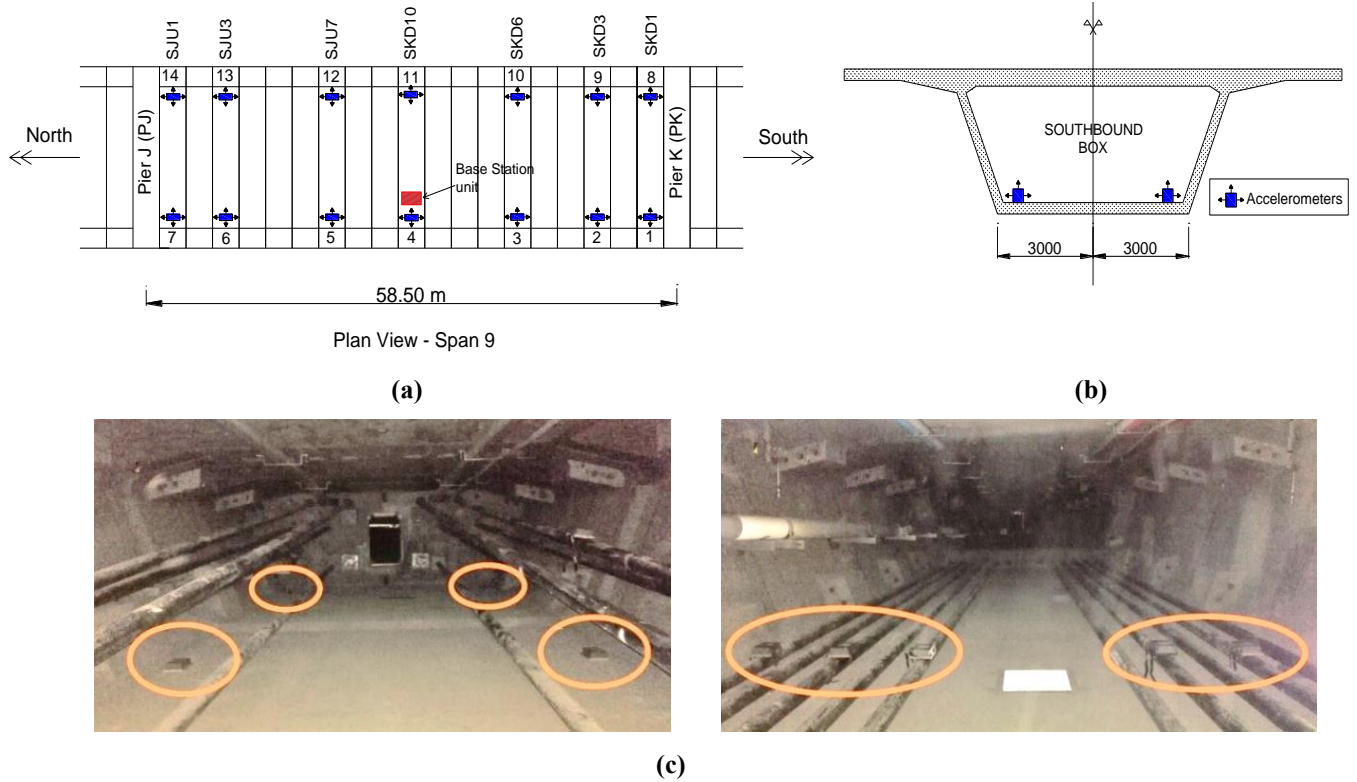 SJU1 SJU3 SJU7 SKD10 SKD6 SKD3 SKD1
14 13 12 11 10 9 8
North
Pier J (PJ)
Base Station
unit
Pier K (PK)
South
7 6 5 4 3 2 1
58.50 m
Plan View - Span 9
(a)
SOUTHBOUND
BOX
Accelerometers
3000 3000
(b)
(c)